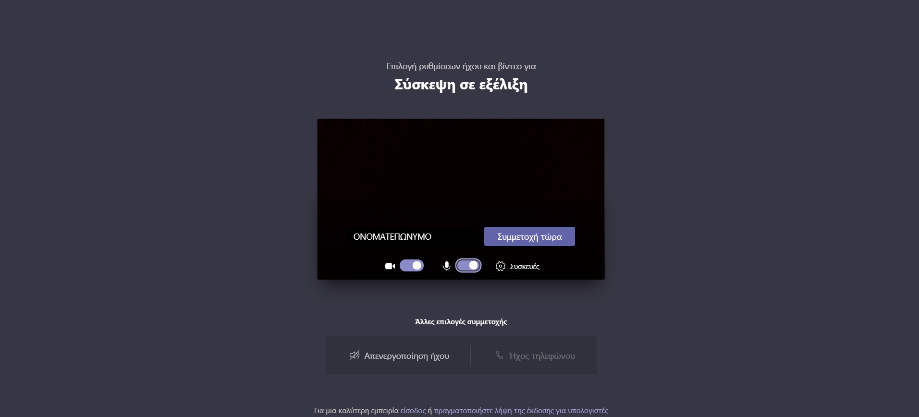 Επιλογή ρυθμίσεων ήχου και βίντεο για
Σύσκεψη σε εξέλιξη
ΟΝΟΜΑΤΕΠΩΝΥΜΟ
Συμμετοχή τώρα
Συσκευές
Άλλες επιλογές συμμετοχής
Απενεργοποίηση ήχου
Ήχος τηλεφώνου
Για μια καλύτερη εμπειρία είσοδος ή πραγματοποιήστε λήψη της έκδοσης για υπολογιστές